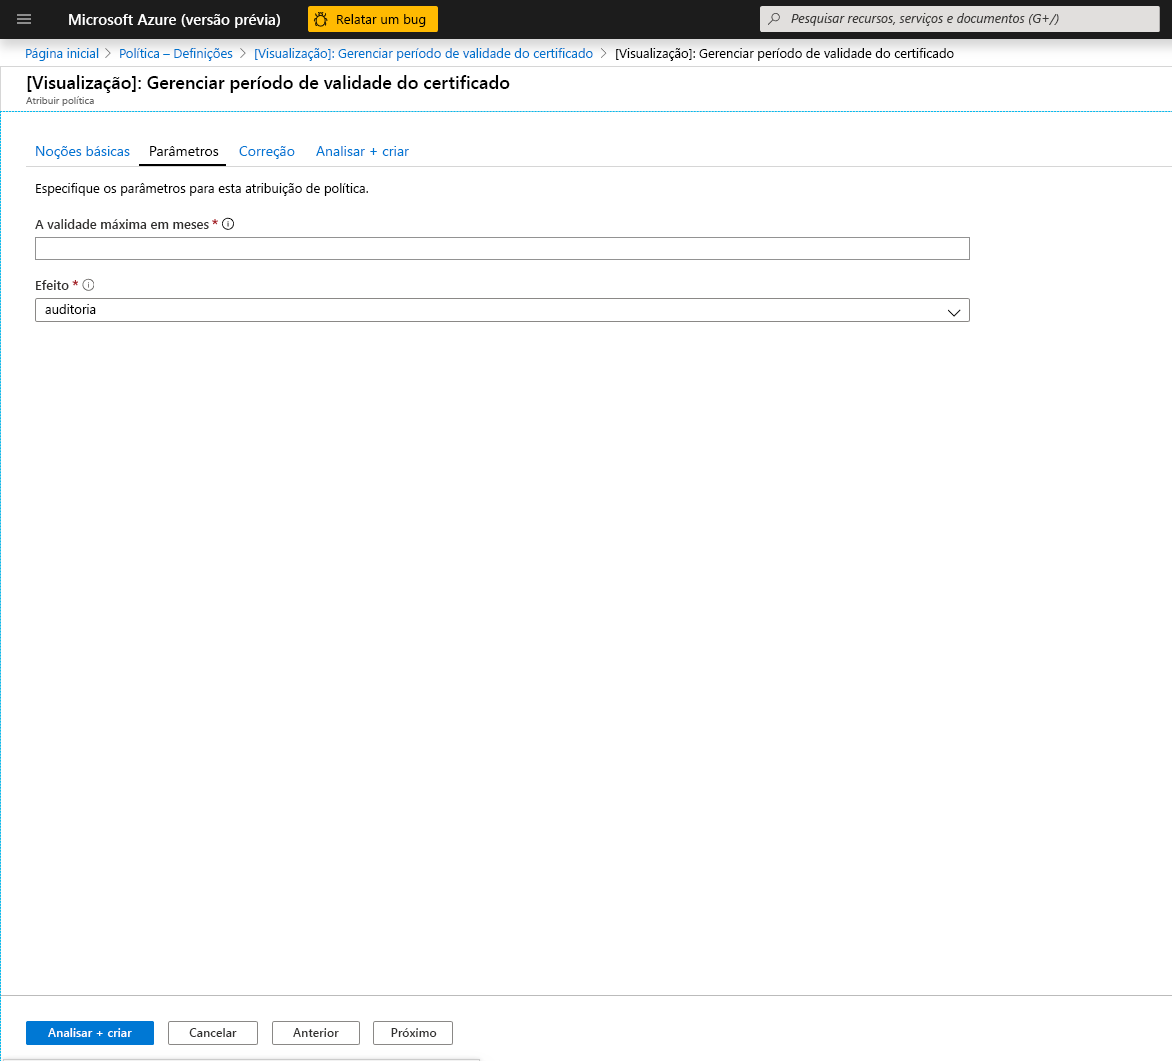 Microsoft Azure (versão prévia) Relatar um bug Pesquisar recursos, serviços e documentos (G+/)
Página inicial > Política – Definições > [Visualização]: Gerenciar período de validade do certificado > [Visualização]: Gerenciar período de validade do certificado
[Visualização]: Gerenciar período de validade do certificado
Atribuir política
Noções básicas Parâmetros Correção Analisar + criar
Especifique os parâmetros para esta atribuição de política.
A validade máxima em meses *
Efeito *
auditoria
Analisar + criar Cancelar Anterior Próximo